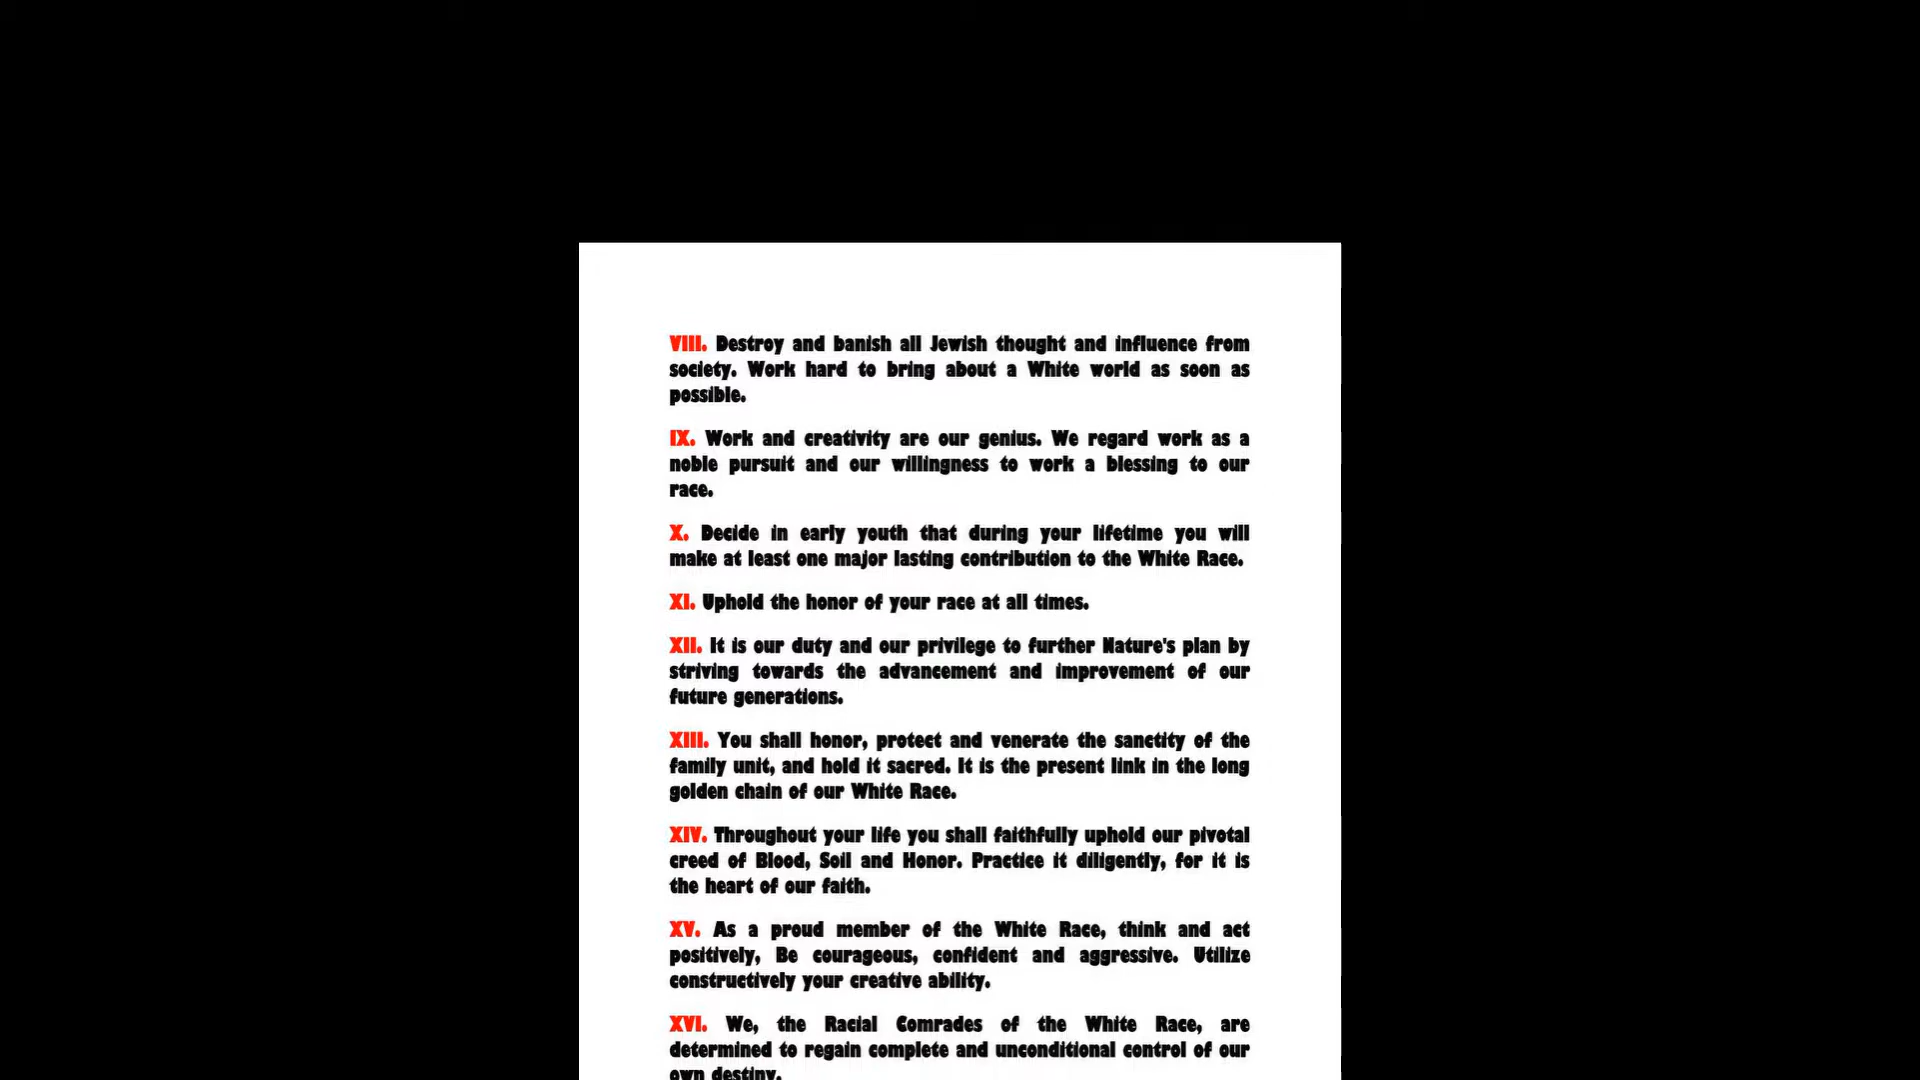 VIII. Destroy and banish all Jewish thought and influence from
society. Work hard to bring about a White world as soon as
possible.
IX. Work and creativity are our genius. We regard work as a
noble pursuit and our willingness to work a blessing to our
race.
X. Decide in early youth that during your lifetime you will
make at least one major lasting contribution to the White Race.
XI. Uphold the honor of your race at all times.
XII. It is our duty and our privilege to further Nature's plan by
striving towards the advancement and improvement of our
future generations.
XIII. You shall honor, protect and venerate the sanctity of the
family unit, and hold it sacred. It is the present link in the long
golden chain of our White Race.
XIV. Throughout your life you shall faithfully uphold our pivotal
creed of Blood, Soil and Honor. Practice it diligently, for it is
the heart of our faith.
XV. As a proud member of the White Race, think and act
positively, Be courageous, confident and aggressive. Utilize
constructively your creative ability.
XVI. We, the Racial Comrades of the White Race, are
determined to regain complete and unconditional control of our
own destiny.